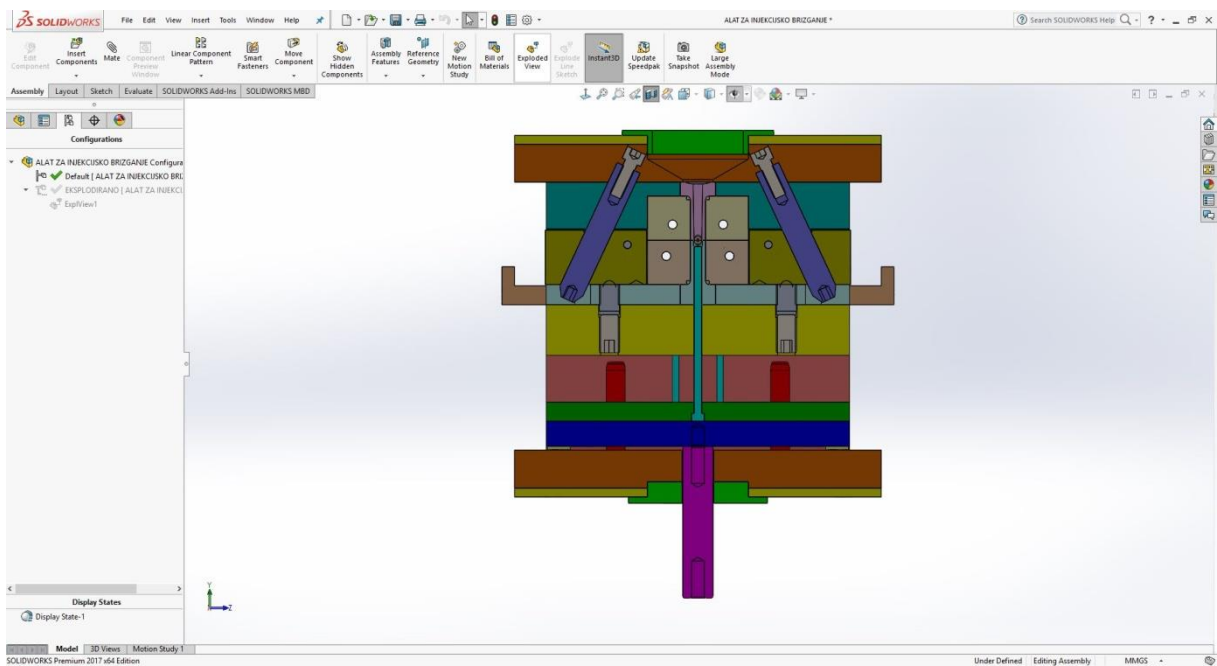 SOLIDWORKS File Edit View Insert Tools Window Help ALAT ZA INJEKCIJSKO BRIZGANJE * Search SOLIDWORKS Help
Edit Component
Insert Components
Mate
Component Preview Window
Linear Component Pattern
Smart Fasteners
Move Component
Show Hidden Components
Assembly Features
Reference Geometry
New Motion Study
Bill of Materials
Exploded View
Explode Line Sketch
Instant3D
Update Speedpak
Take Snapshot
Large Assembly Mode
Assembly Layout Sketch Evaluate SOLIDWORKS Add-Ins SOLIDWORKS MBD
Configurations
ALAT ZA INJEKCIJSKO BRIZGANJE Configura
Default [ ALAT ZA INJEKCIJSKO BRI.
EKSPLODIRANO [ ALAT ZA INJEKCI
ExplView1
Y
Z
Display States
Display State-1
Model 3D Views Motion Study 1
SOLIDWORKS Premium 2017 x64 Edition Under Defined Editing Assembly MMGS